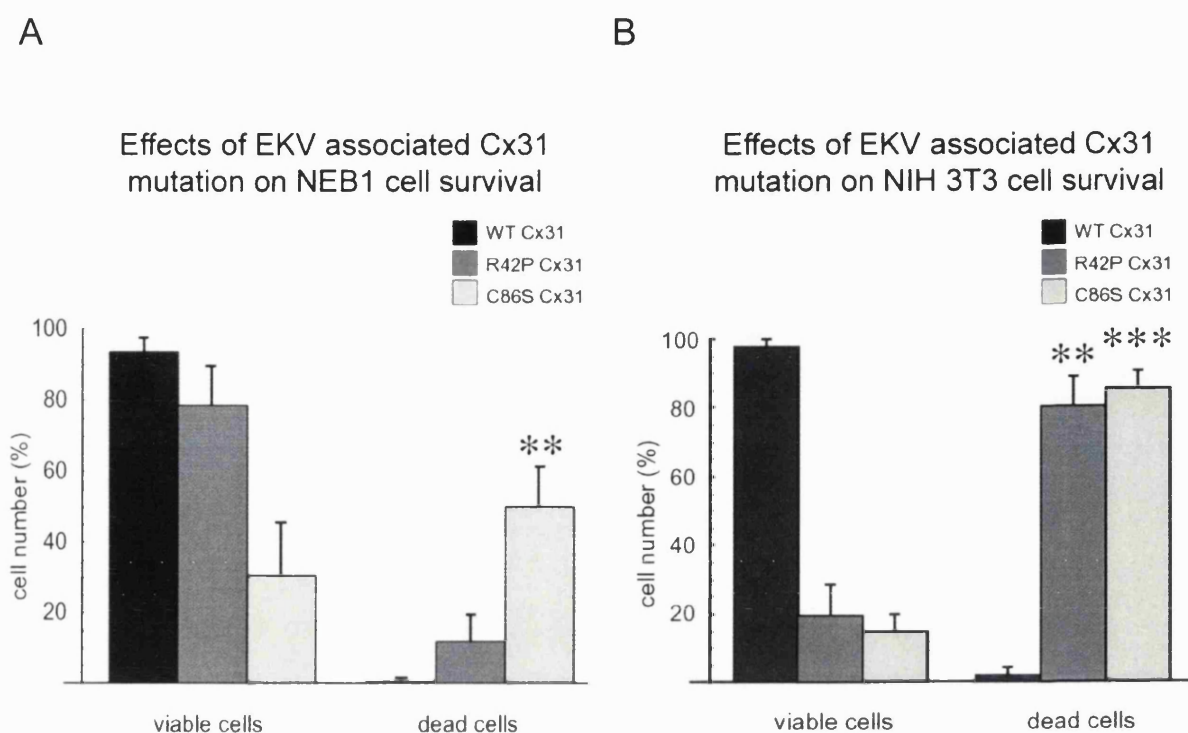 A
Effects of EKV associated Cx31
mutation on NEB1 cell survival
WT Cx31
R42P Cx31
C86S Cx31
100
80
60
40
20
cell number (%)
**
viable cells
dead cells
B
Effects of EKV associated Cx31
mutation on NIH 3T3 cell survival
WT Cx31
R42P Cx31
C86S Cx31
100
80
60
40
20
cell number (%)
**
***
viable cells
dead cells